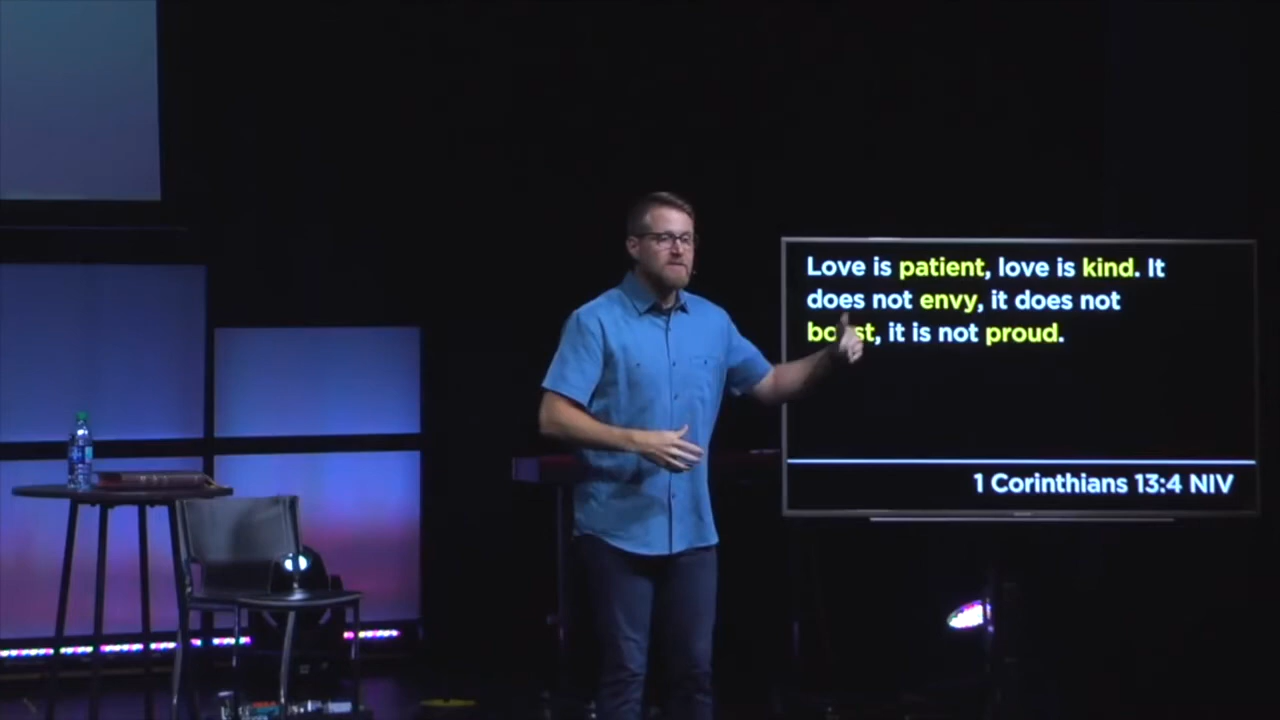 Love is patient, love is kind. It
does not envy, it does not
boast, it is not proud.
1 Corinthians 13:4 NIV